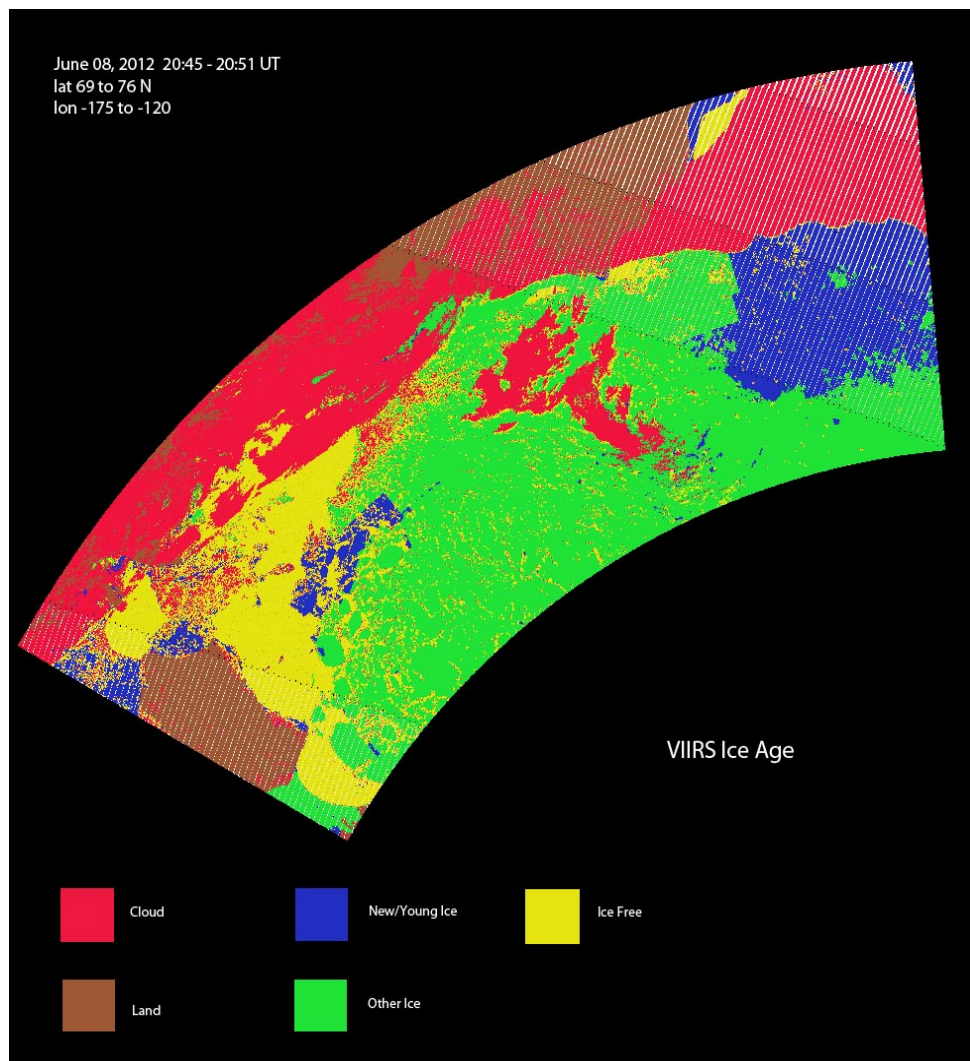 June 08, 2012 20:45 - 20:51 UT
lat 69 to 76 N
lon -175 to -120
VIIRS Ice Age
Cloud
New/Young Ice
Ice Free
Land
Other Ice